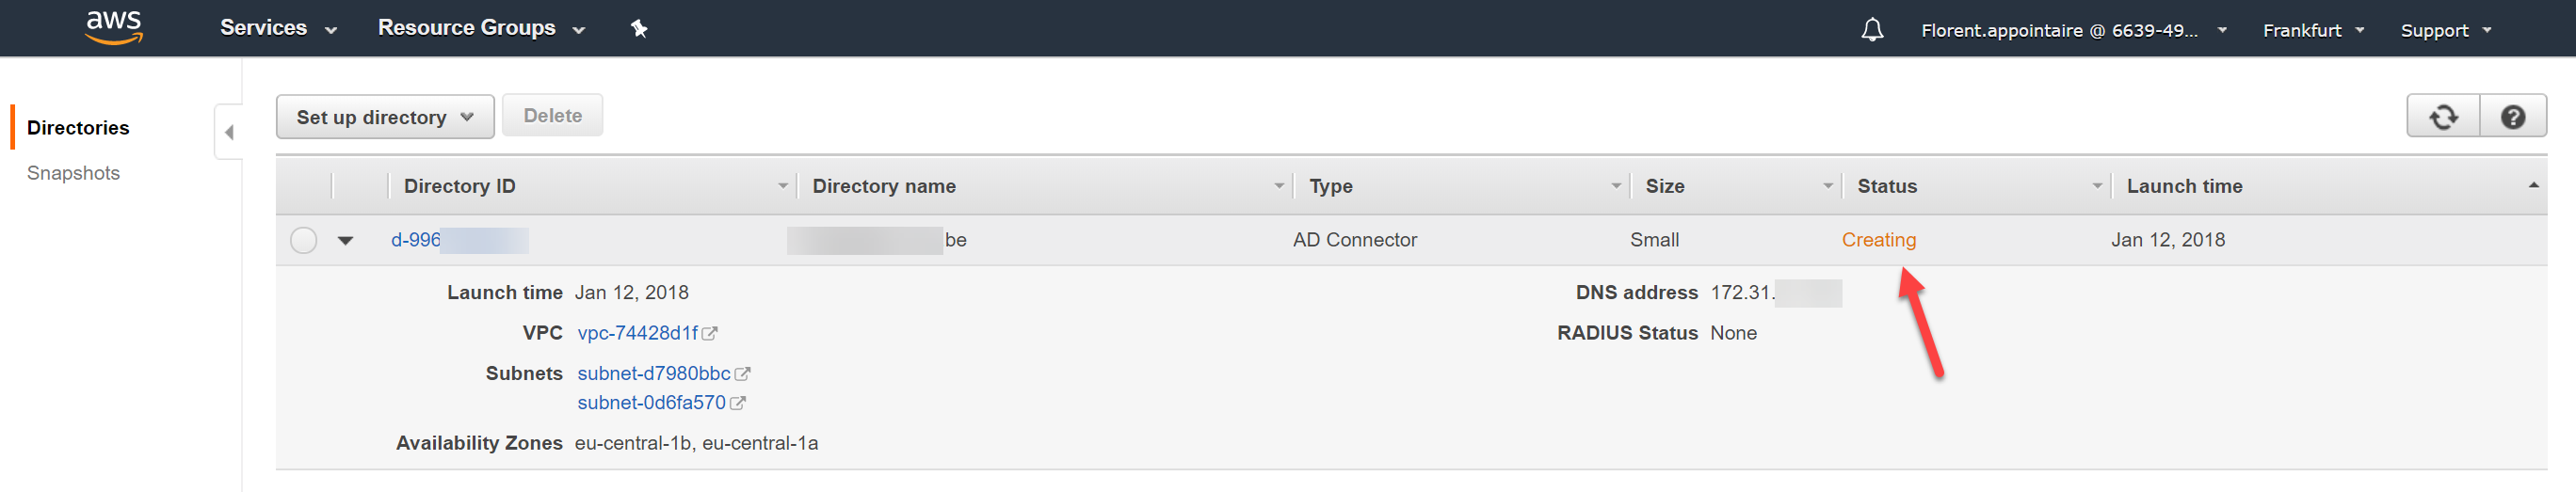 aws Services Resource Groups Florent.appointaire @ 6639-49... Frankfurt Support
Directories
Snapshots
Set up directory Delete
Directory ID Directory name Type Size Status Launch time
d-996 be AD Connector Small Creating Jan 12, 2018
Launch time Jan 12, 2018 DNS address 172.31.
VPC vpc-74428d1f RADIUS Status None
Subnets subnet-d7980bbc
subnet-0d6fa570
Availability Zones eu-central-1b, eu-central-1a